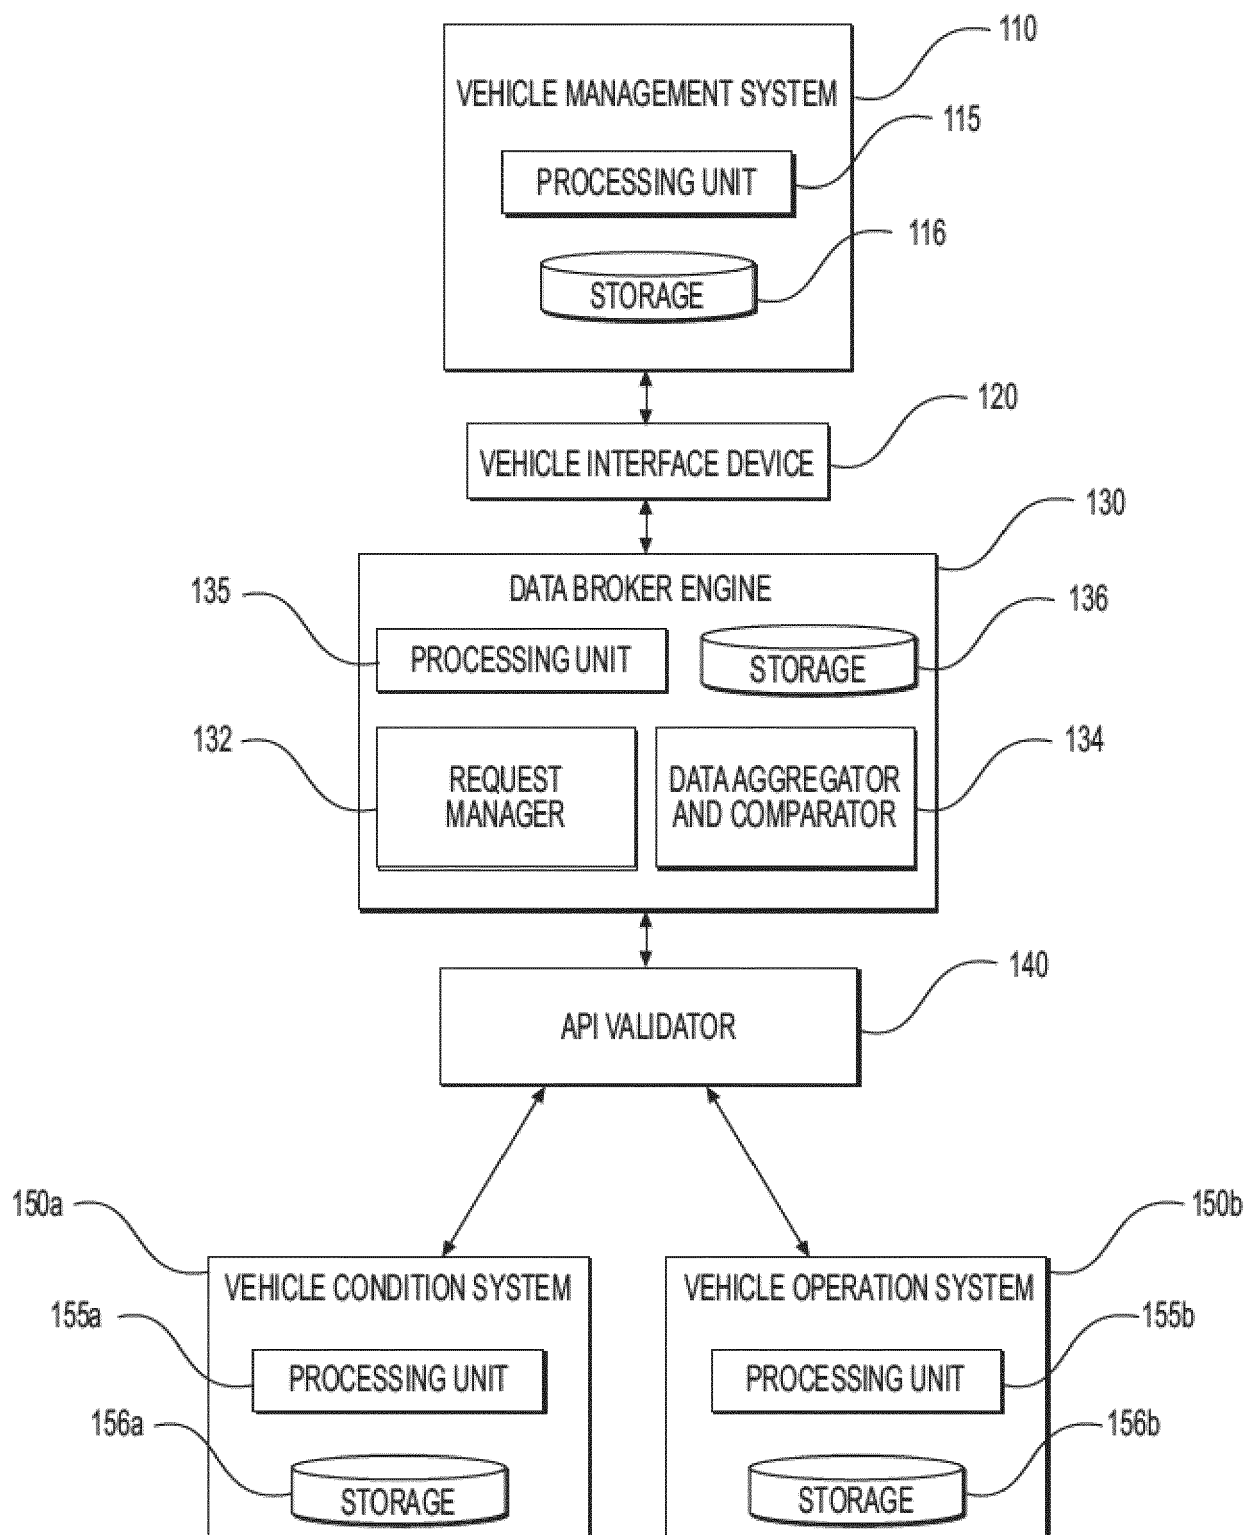 110
VEHICLE MANAGEMENT SYSTEM
115
PROCESSING UNIT
116
STORAGE
120
VEHICLE INTERFACE DEVICE
130
DATA BROKER ENGINE
135
136
PROCESSING UNIT
STORAGE
132
134
REQUEST
MANAGER
DATA AGGREGATOR
AND COMPARATOR
140
API VALIDATOR
150a
150b
VEHICLE CONDITION SYSTEM
VEHICLE OPERATION SYSTEM
155a
155b
PROCESSING UNIT
PROCESSING UNIT
156a
156b
STORAGE
STORAGE